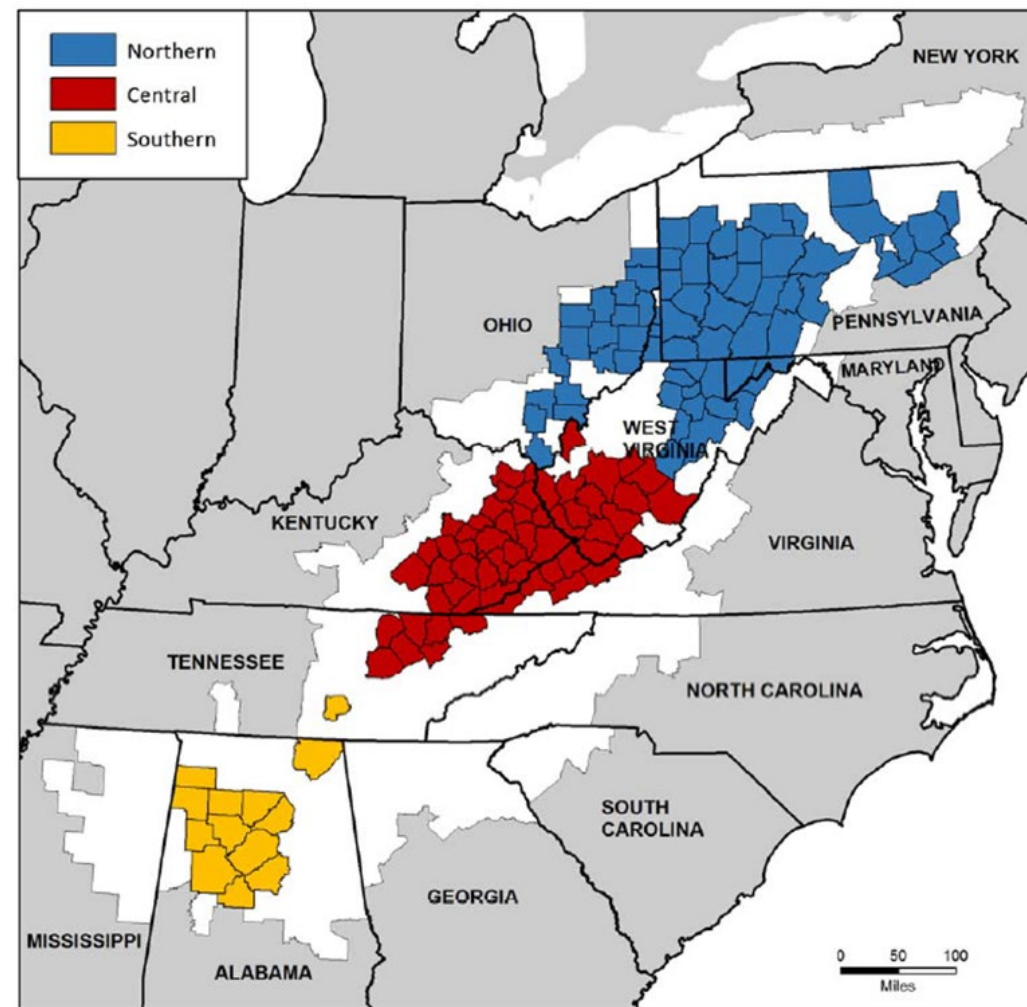 Northern
Central
Southern
NEW YORK
PENNSYLVANIA
OHIO
MARYLAND
WEST
VIRGINIA
KENTUCKY
VIRGINIA
TENNESSEE
NORTH CAROLINA
SOUTH
CAROLINA
GEORGIA
MISSISSIPPI
ALABAMA
0 50 100
Miles